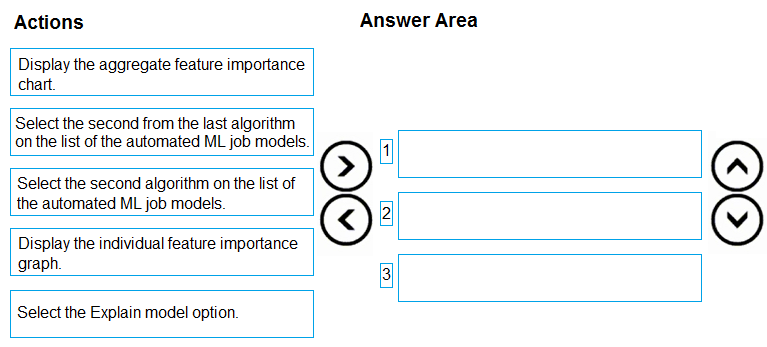 Actions
Answer Area
Display the aggregate feature importance
chart.
Select the second from the last algorithm
on the list of the automated ML job models.
Select the second algorithm on the list of
the automated ML job models.
Display the individual feature importance
graph.
Select the Explain model option.
1
2
3